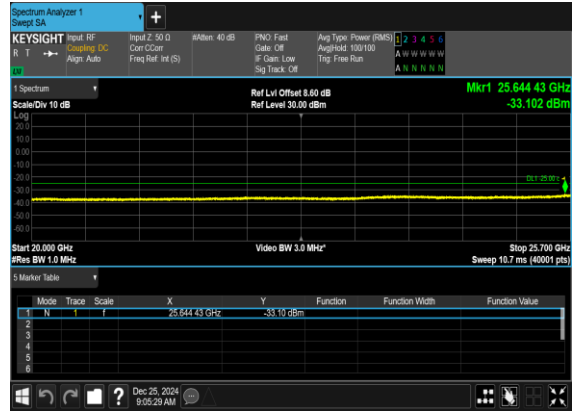 Spectrum Analyzer 1
Swept SA
+
KEYSIGHT Input: RF Input Z: 50 Ω #Atten: 40 dB PNO: Fast Avg Type: Power (RMS) 1 2 3 4 5 6
R T Coupling: DC Corr CCorr Gate: Off Avg|Hold: 100/100 A W W W W W
Align: Auto Freq Ref: Int (S) IF Gain: Low Trig: Free Run
Sig Track: Off A N N N N N
1 Spectrum Ref Lvl Offset 8.60 dB Mkr1 25.644 43 GHz
Scale/Div 10 dB Ref Level 30.00 dBm -33.102 dBm
Log
20.0
10.0
0.00
-10.0
-20.0
-30.0
-40.0
-50.0
-60.0
Start 20.000 GHz Video BW 3.0 MHz* Stop 25.700 GHz
#Res BW 1.0 MHz Sweep 10.7 ms (40001 pts)
5 Marker Table
Mode Trace Scale X Y Function Function Width Function Value
1 N 1 f 25.644 43 GHz -33.10 dBm
2
3
4
5
6
? Dec 25, 2024
9:05:29 AM